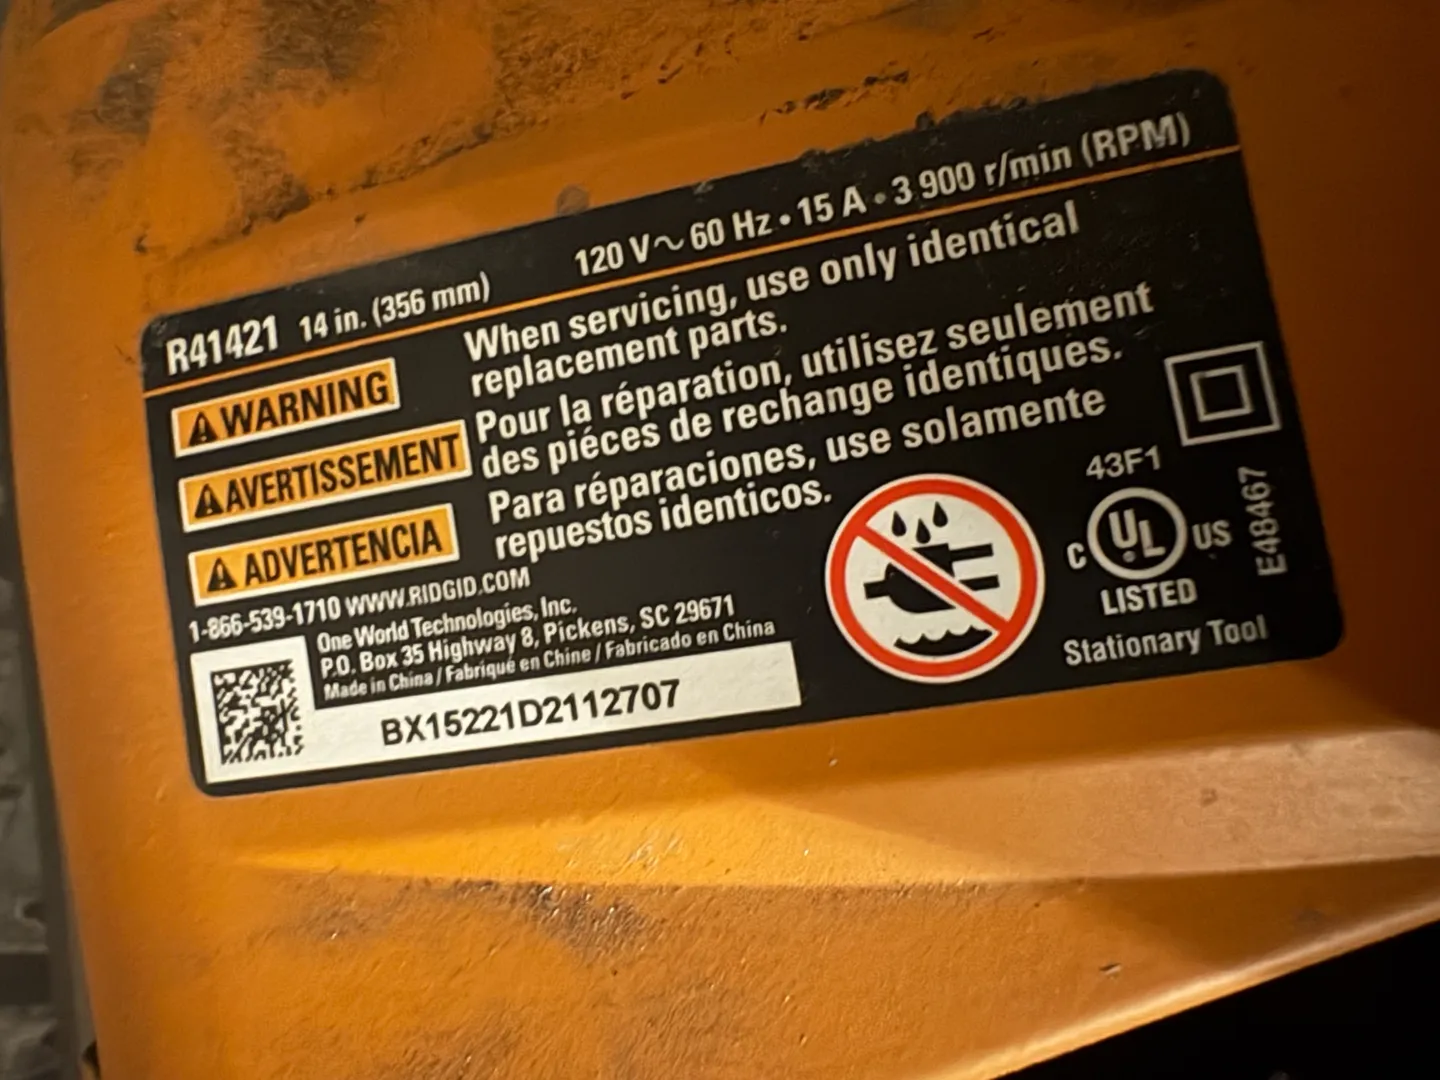 R41421 14 in. (356 mm) 120 V~ 60 Hz • 15 A • 3 900 r/min (RPM)
WARNING
When servicing, use only identical
replacement parts.
AVERTISSEMENT
Pour la réparation, utilisez seulement
des piéces de rechange identiques.
ADVERTENCIA
Para réparaciones, use solamente
repuestos identicos.
1-866-539-1710 WWW.RIDGID.COM
One World Technologies, Inc.
P.O. Box 35 Highway 8, Pickens, SC 29671
Made in China / Fabriqué en Chine / Fabricado en China
BX15221D2112707
43F1
C UL US
LISTED
E48467
Stationary Tool